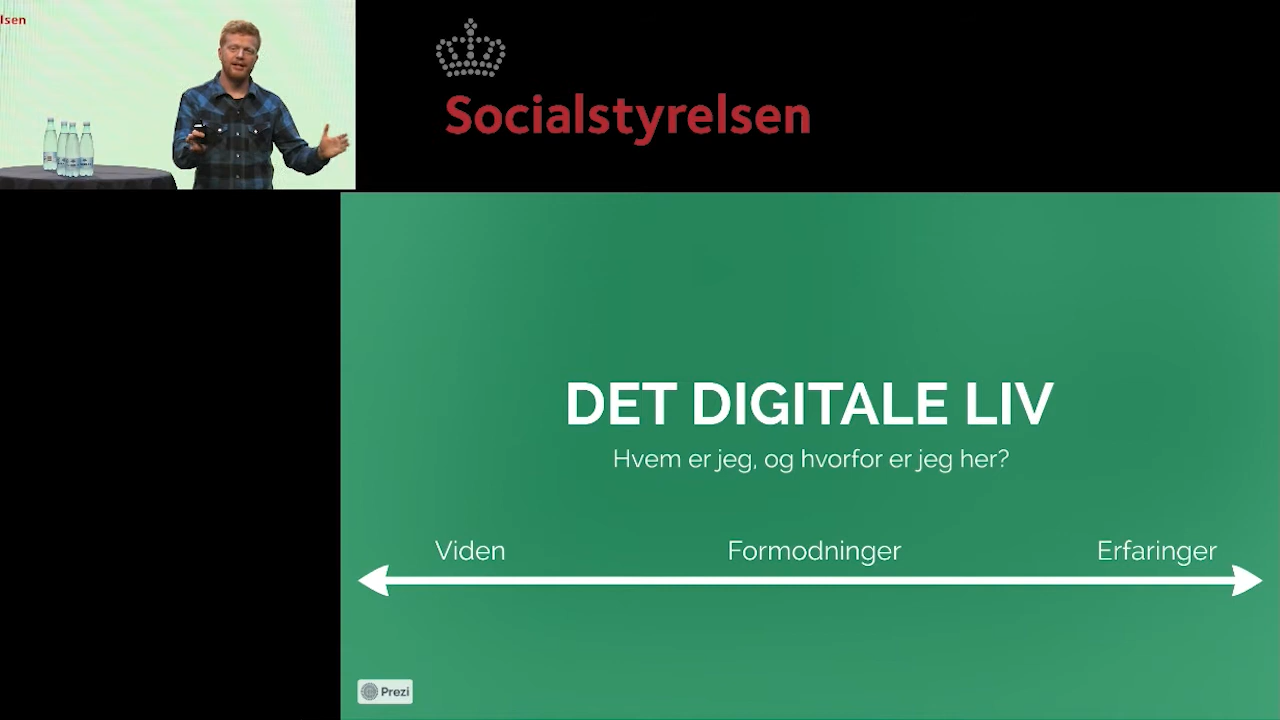 lsen
Socialstyrelsen
DET DIGITALE LIV
Hvem er jeg, og hvorfor er jeg her?
Viden Formodninger Erfaringer
Prezi